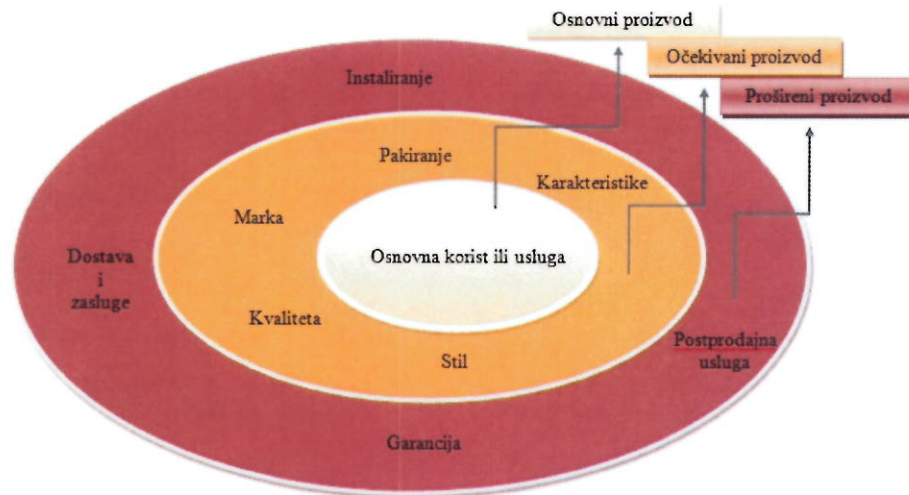 Osnovni proizvod
Očekivani proizvod
Prošireni proizvod
Instaliranje
Pakiranje
Karakteristike
Marka
Osnovna korist ili usluga
Dostava
i
zasluge
Kvaliteta
Stil
Postprodajna
usluga
Garancija